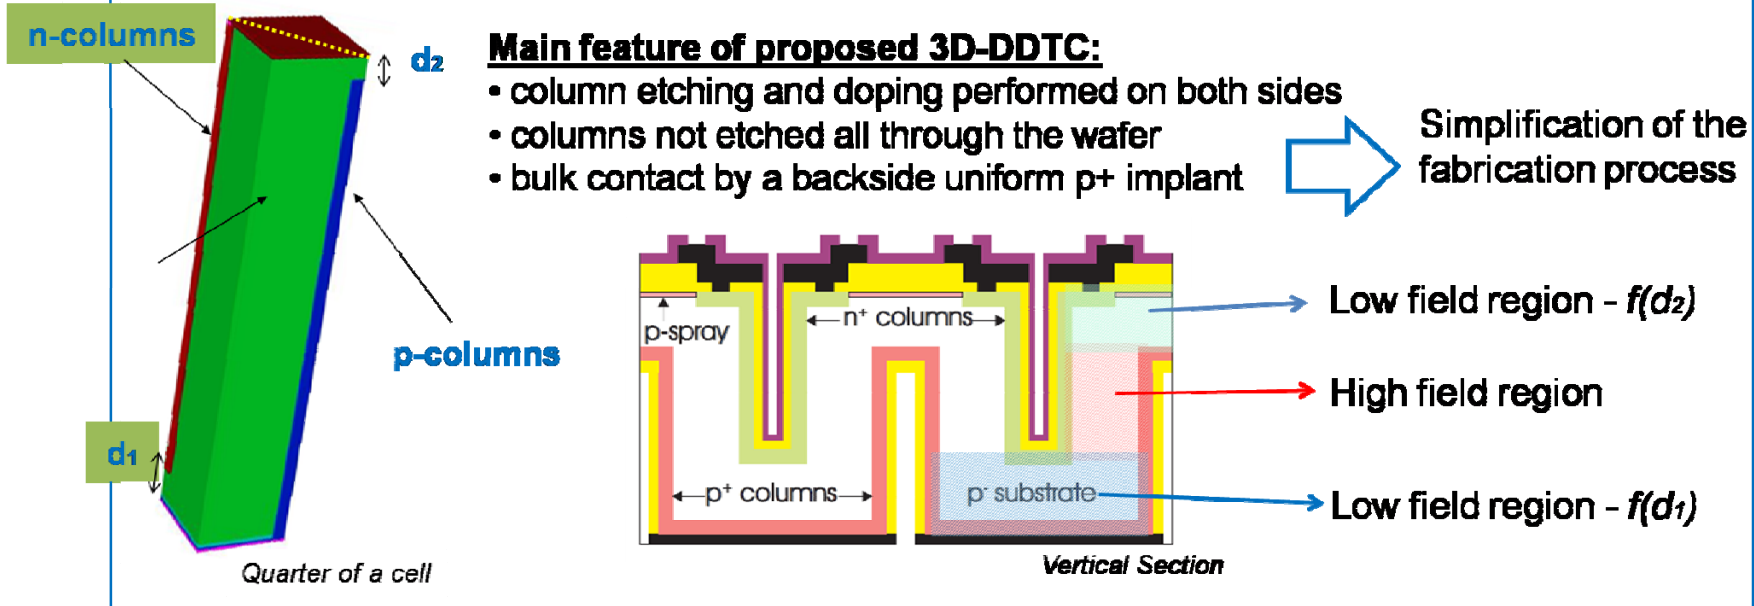 n-columns
d2
p-columns
d1
Quarter of a cell
Main feature of proposed 3D-DDTC:
• column etching and doping performed on both sides
• columns not etched all through the wafer
• bulk contact by a backside uniform p+ implant
Simplification of the
fabrication process
p-spray
n+ columns
p+ columns
p- substrate
Vertical Section
Low field region - f(d2)
High field region
Low field region - f(d1)